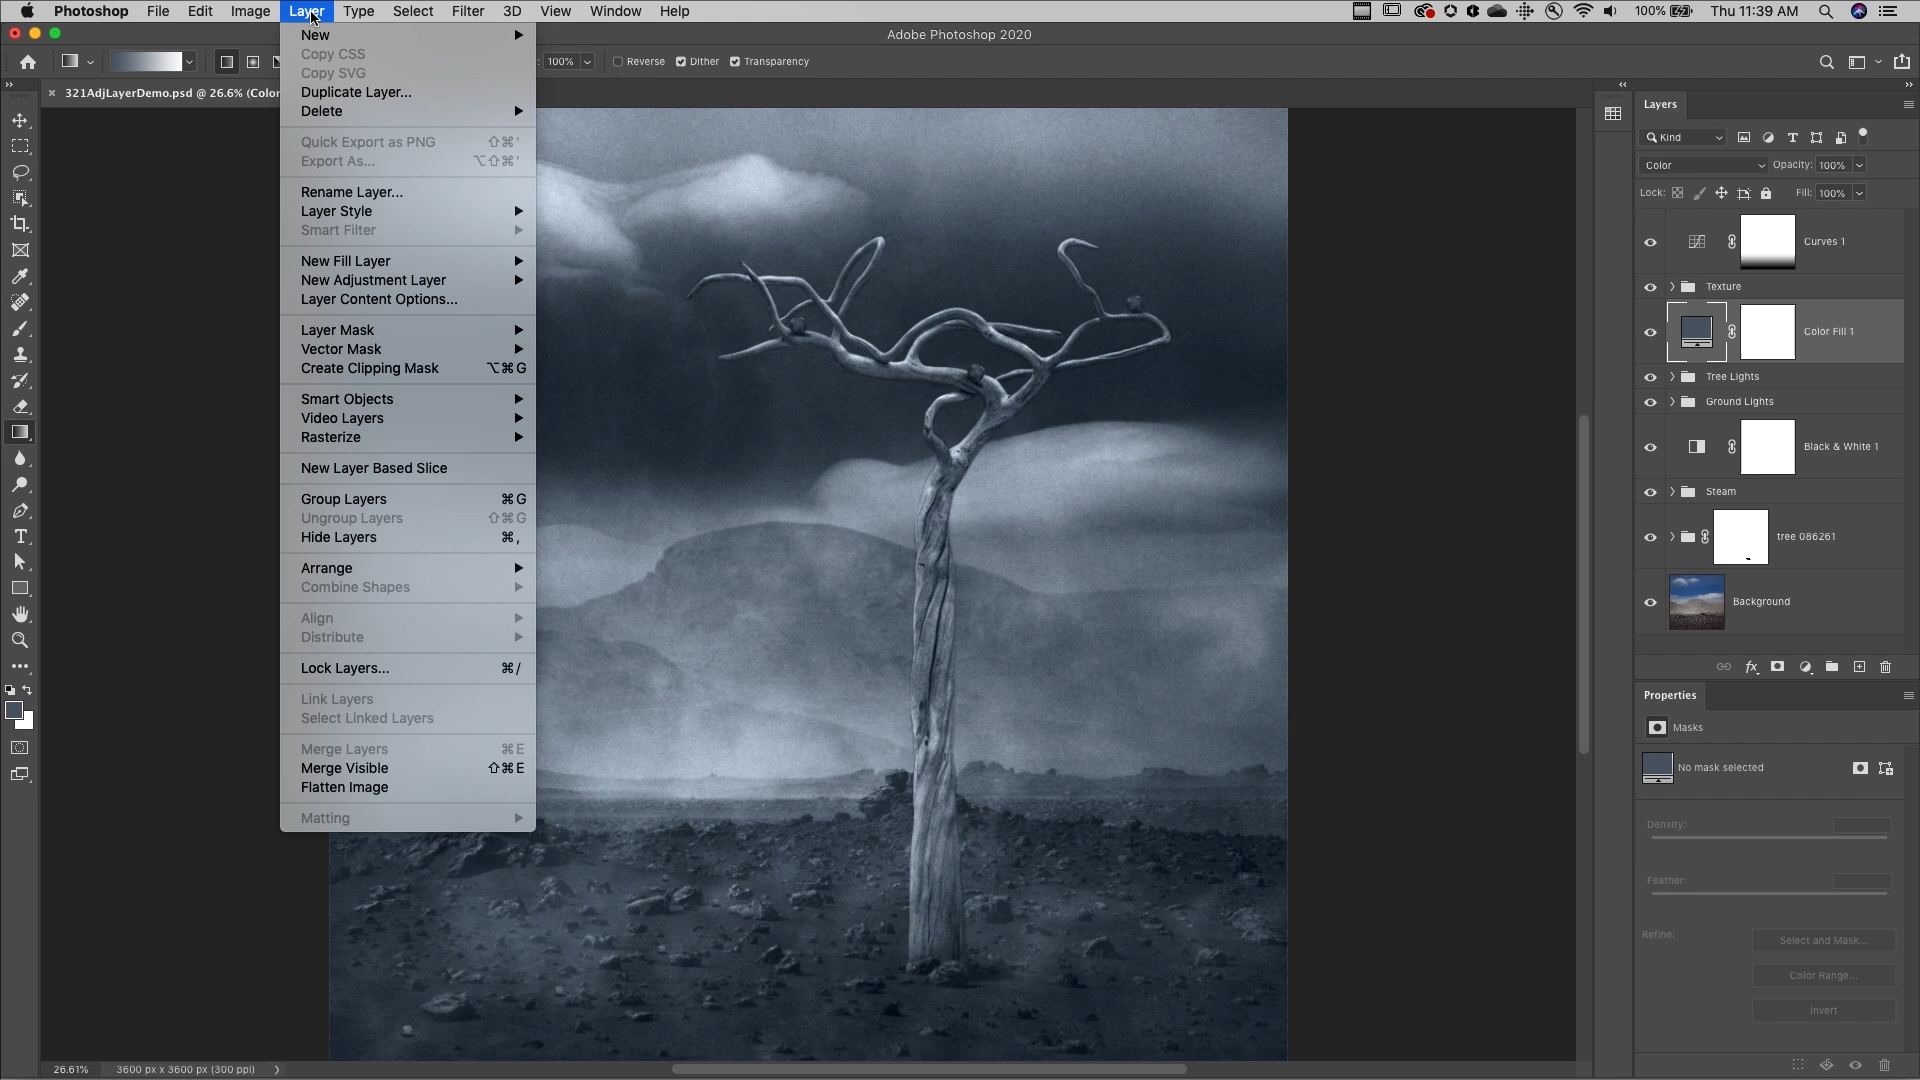 Photoshop File Edit Image Layer Type Select Filter 3D View Window Help 100% Thu 11:39 AM
Adobe Photoshop 2020
: 100% Reverse Dither Transparency
× 321AdjLayerDemo.psd @ 26.6% (Color
New
Copy CSS
Copy SVG
Duplicate Layer...
Delete
Quick Export as PNG ⇧⌘'
Export As... ⌥⇧⌘'
Rename Layer...
Layer Style
Smart Filter
New Fill Layer
New Adjustment Layer
Layer Content Options...
Layer Mask
Vector Mask
Create Clipping Mask ⌥⌘G
Smart Objects
Video Layers
Rasterize
New Layer Based Slice
Group Layers ⌘G
Ungroup Layers ⇧⌘G
Hide Layers ⌘,
Arrange
Combine Shapes
Align
Distribute
Lock Layers... ⌘/
Link Layers
Select Linked Layers
Merge Layers ⌘E
Merge Visible ⇧⌘E
Flatten Image
Matting
Layers
Kind
Color Opacity: 100%
Lock: Fill: 100%
Curves 1
Texture
Color Fill 1
Tree Lights
Ground Lights
Black & White 1
Steam
tree 086261
Background
fx
Properties
Masks
No mask selected
Density:
Feather:
Refine: Select and Mask...
Color Range...
Invert
26.61% 3600 px x 3600 px (300 ppi)